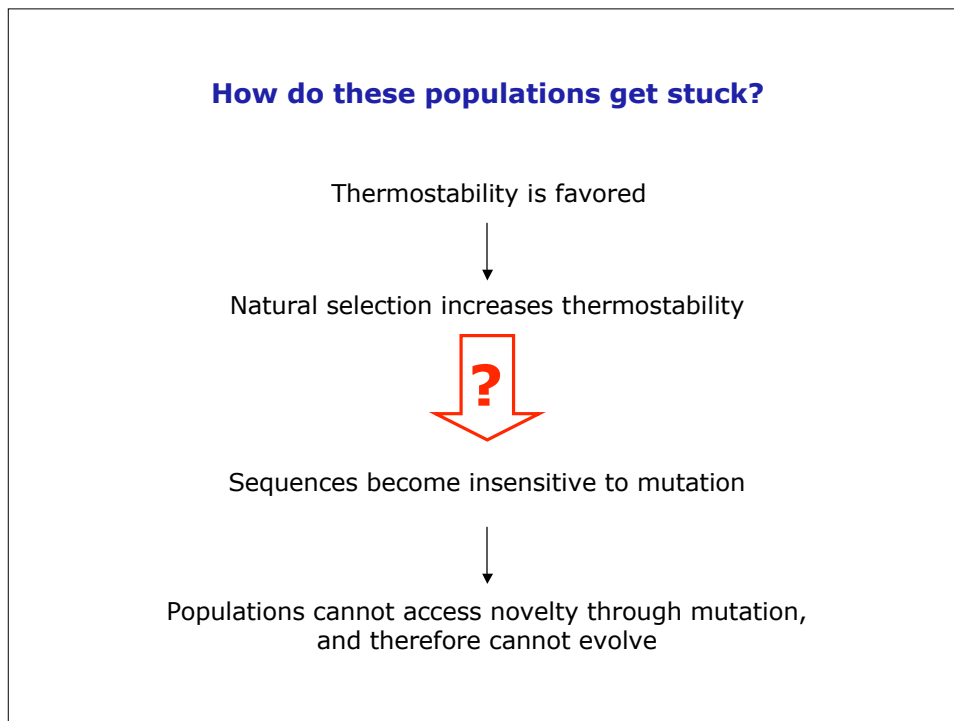 How do these populations get stuck?
Thermostability is favored
Natural selection increases thermostability
?
Sequences become insensitive to mutation
Populations cannot access novelty through mutation,
and therefore cannot evolve